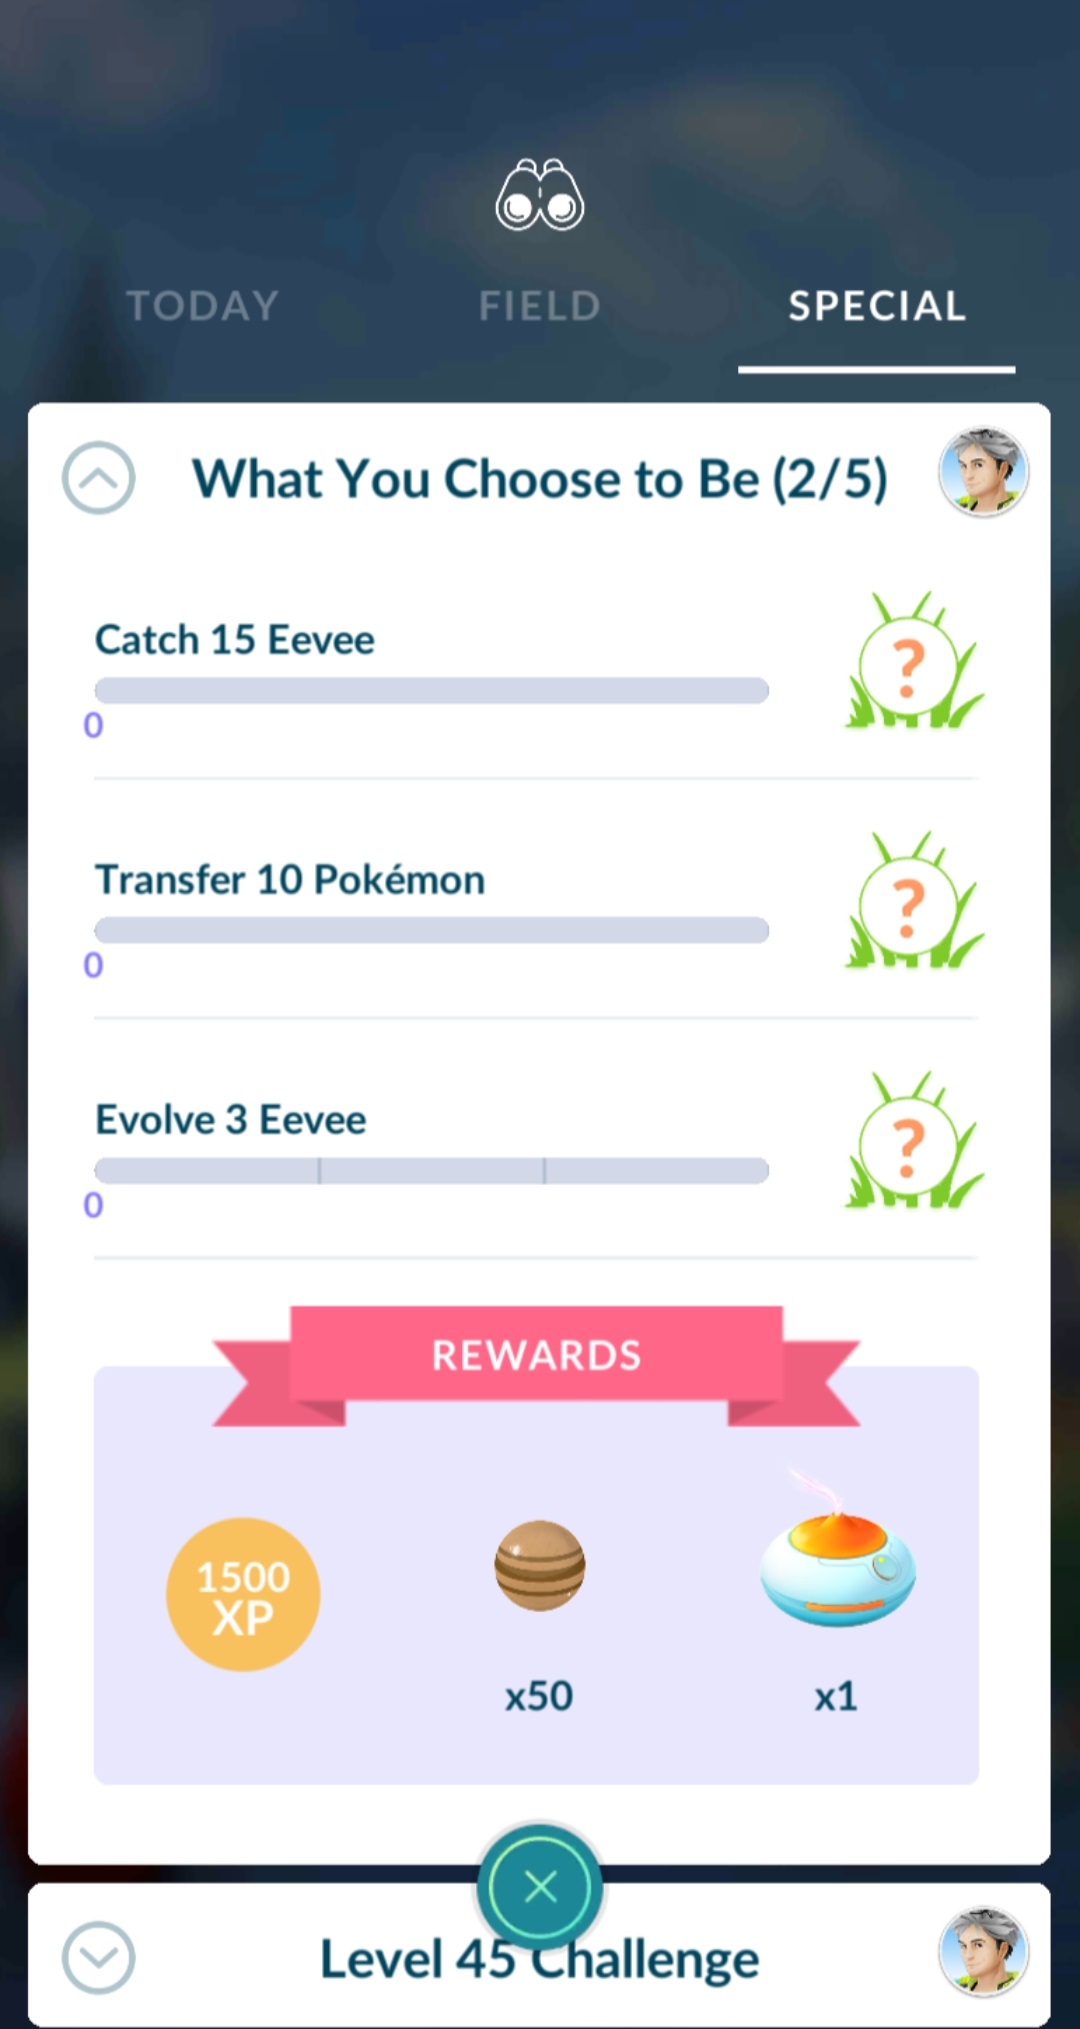 TODAY FIELD SPECIAL
What You Choose to Be (2/5)
Catch 15 Eevee
?
0
Transfer 10 Pokémon
?
0
Evolve 3 Eevee
?
0
REWARDS
1500
XP
x50 x1
Level 45 Challenge